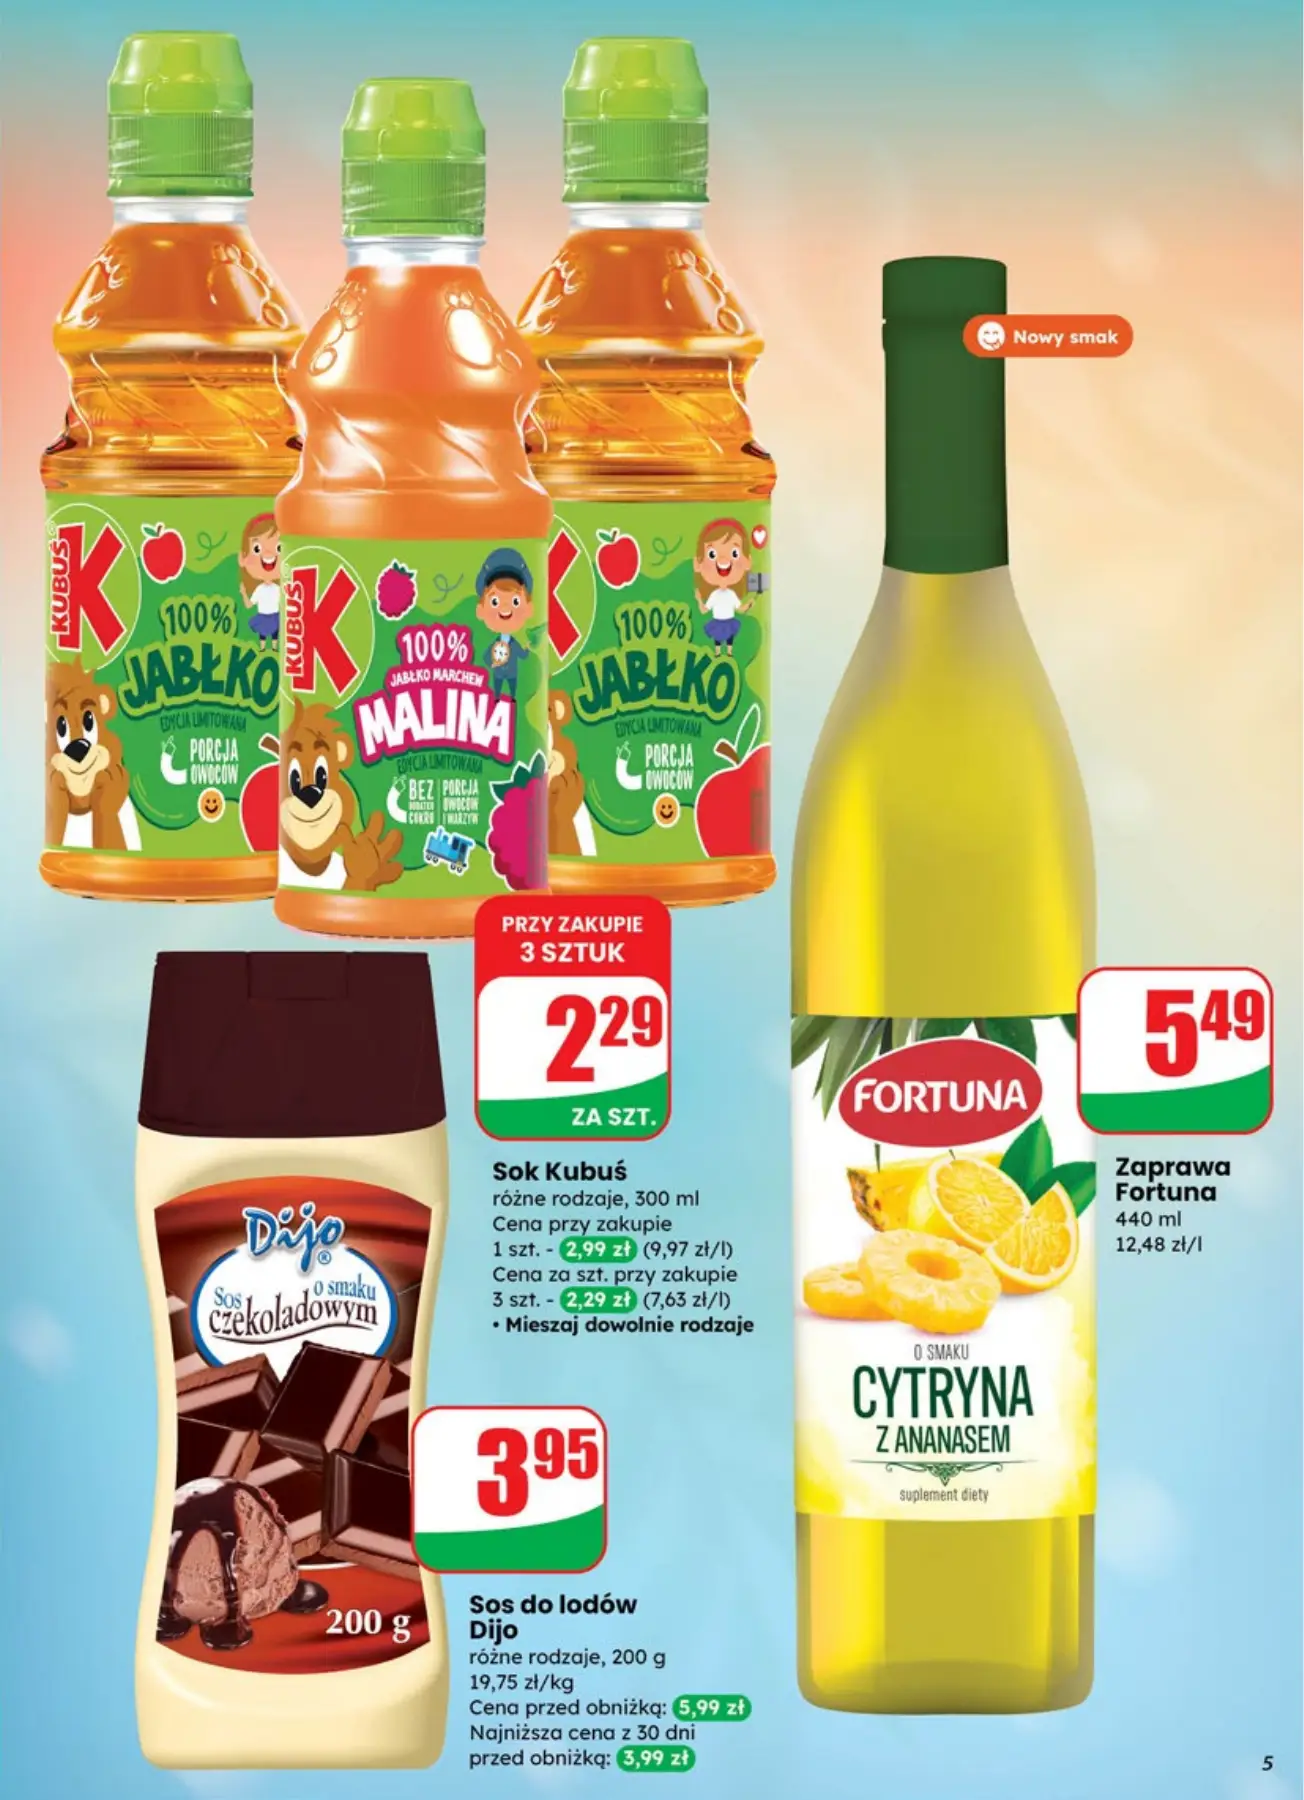 Nowy smak
KUBUŚ
K
100%
JABŁKO
EDYCJA LIMITOWANA
PORCJA
OWOCÓW
KUBUŚ
K
100%
JABŁKO MARCHEW
MALINA
EDYCJA LIMITOWANA
BEZ
DODATKU
CUKRU
PORCJA
OWOCÓW
I WARZYW
100%
JABŁKO
EDYCJA LIMITOWANA
PORCJA
OWOCÓW
PRZY ZAKUPIE
3 SZTUK
2 29
ZA SZT.
Sok Kubuś
różne rodzaje, 300 ml
Cena przy zakupie
1 szt. - 2,99 zł (9,97 zł/l)
Cena za szt. przy zakupie
3 szt. - 2,29 zł (7,63 zł/l)
• Mieszaj dowolnie rodzaje
FORTUNA
O SMAKU
CYTRYNA
Z ANANASEM
suplement diety
5 49
Zaprawa
Fortuna
440 ml
12,48 zł/l
Dijo®
Sos o smaku
czekoladowym
200 g
3 95
Sos do lodów
Dijo
różne rodzaje, 200 g
19,75 zł/kg
Cena przed obniżką: 5,99 zł
Najniższa cena z 30 dni
przed obniżką: 3,99 zł
5